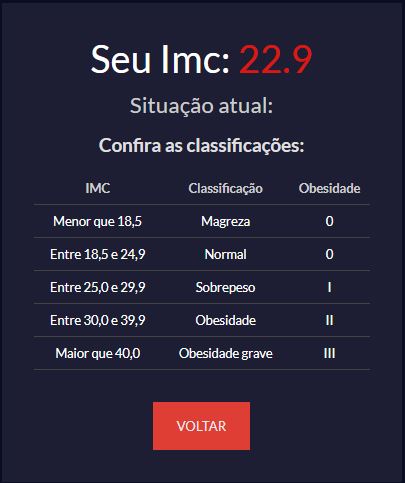 Seu Imc: 22.9
Situação atual:
Confira as classificações:
IMC Classificação Obesidade
Menor que 18,5 Magreza 0
Entre 18,5 e 24,9 Normal 0
Entre 25,0 e 29,9 Sobrepeso I
Entre 30,0 e 39,9 Obesidade II
Maior que 40,0 Obesidade grave III
VOLTAR